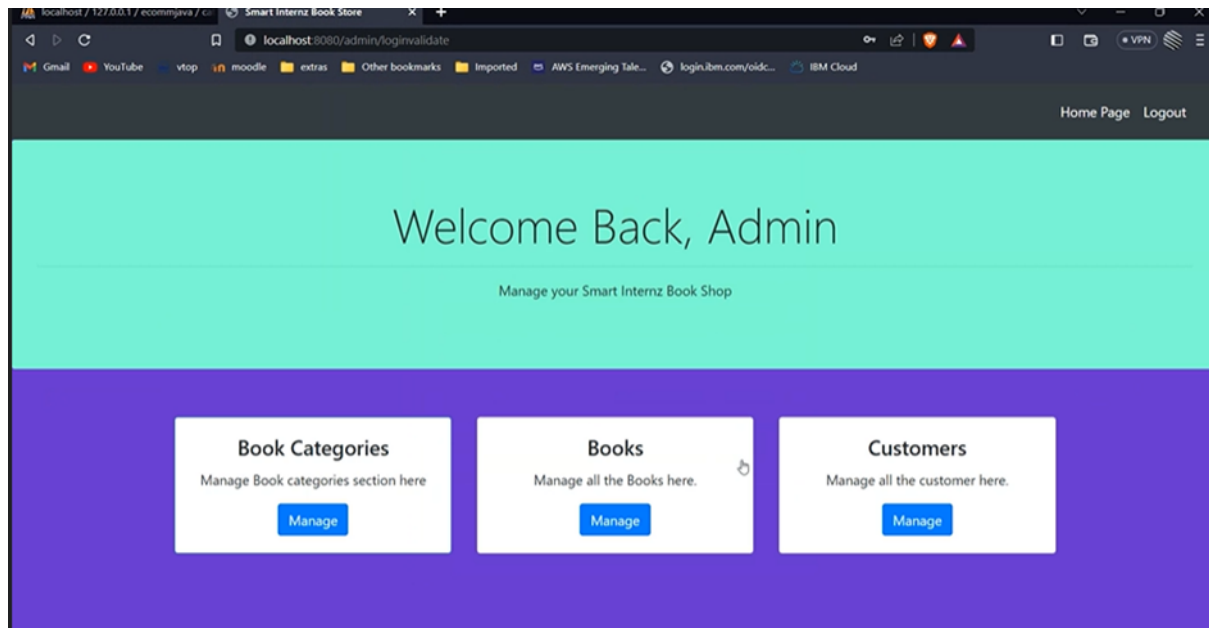 localhost / 127.0.0.1 / ecommjava / ca
Smart Internz Book Store
localhost:8080/admin/loginvalidate
VPN
Gmail YouTube vtop moodle extras Other bookmarks Imported AWS Emerging Tale... login.ibm.com/oidc... IBM Cloud
Home Page Logout
Welcome Back, Admin
Manage your Smart Internz Book Shop
Book Categories
Manage Book categories section here
Manage
Books
Manage all the Books here.
Manage
Customers
Manage all the customer here.
Manage